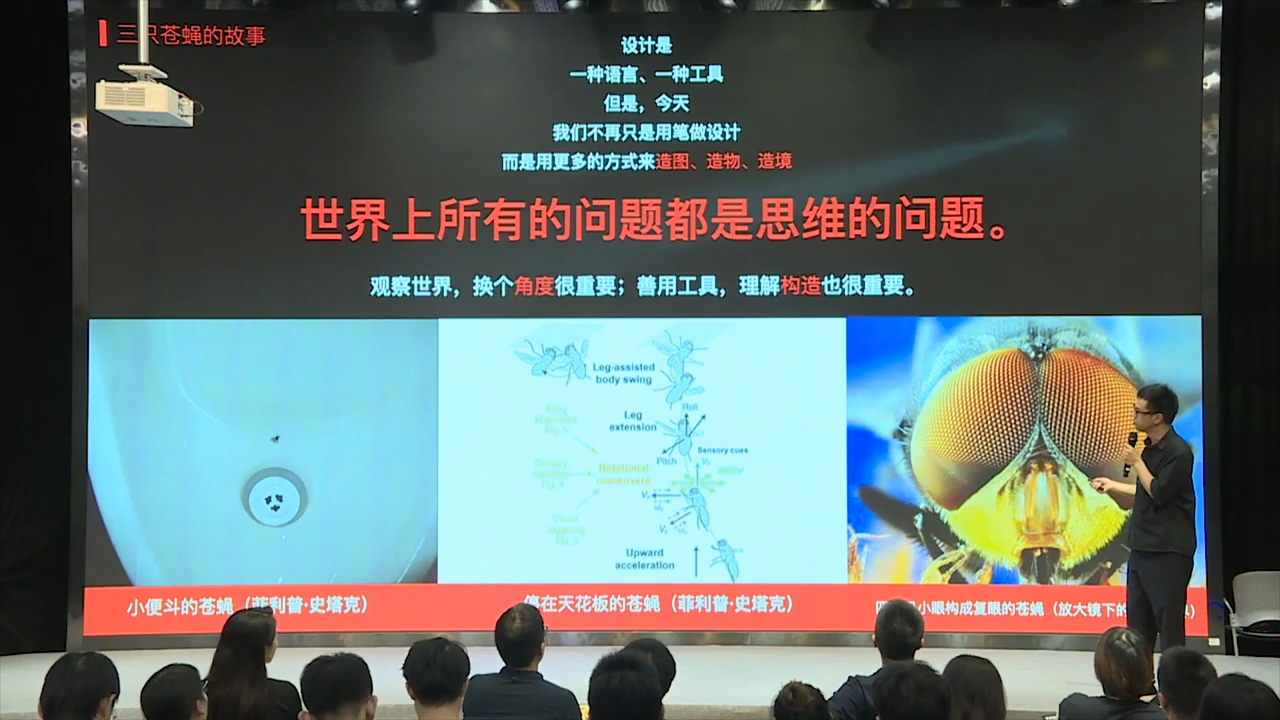 三只苍蝇的故事
设计是
一种语言、一种工具
但是，今天
我们不再只是用笔做设计
而是用更多的方式来造图、造物、造境
世界上所有的问题都是思维的问题。
观察世界，换个角度很重要；善用工具，理解构造也很重要。
Leg-assisted
body swing
Leg
extension
Roll
Pitch
Sensory cues
Rotational
maneuvers
Upward
acceleration
小便斗的苍蝇（菲利普·史塔克）
停在天花板的苍蝇（菲利普·史塔克）
小眼构成复眼的苍蝇（放大镜下的